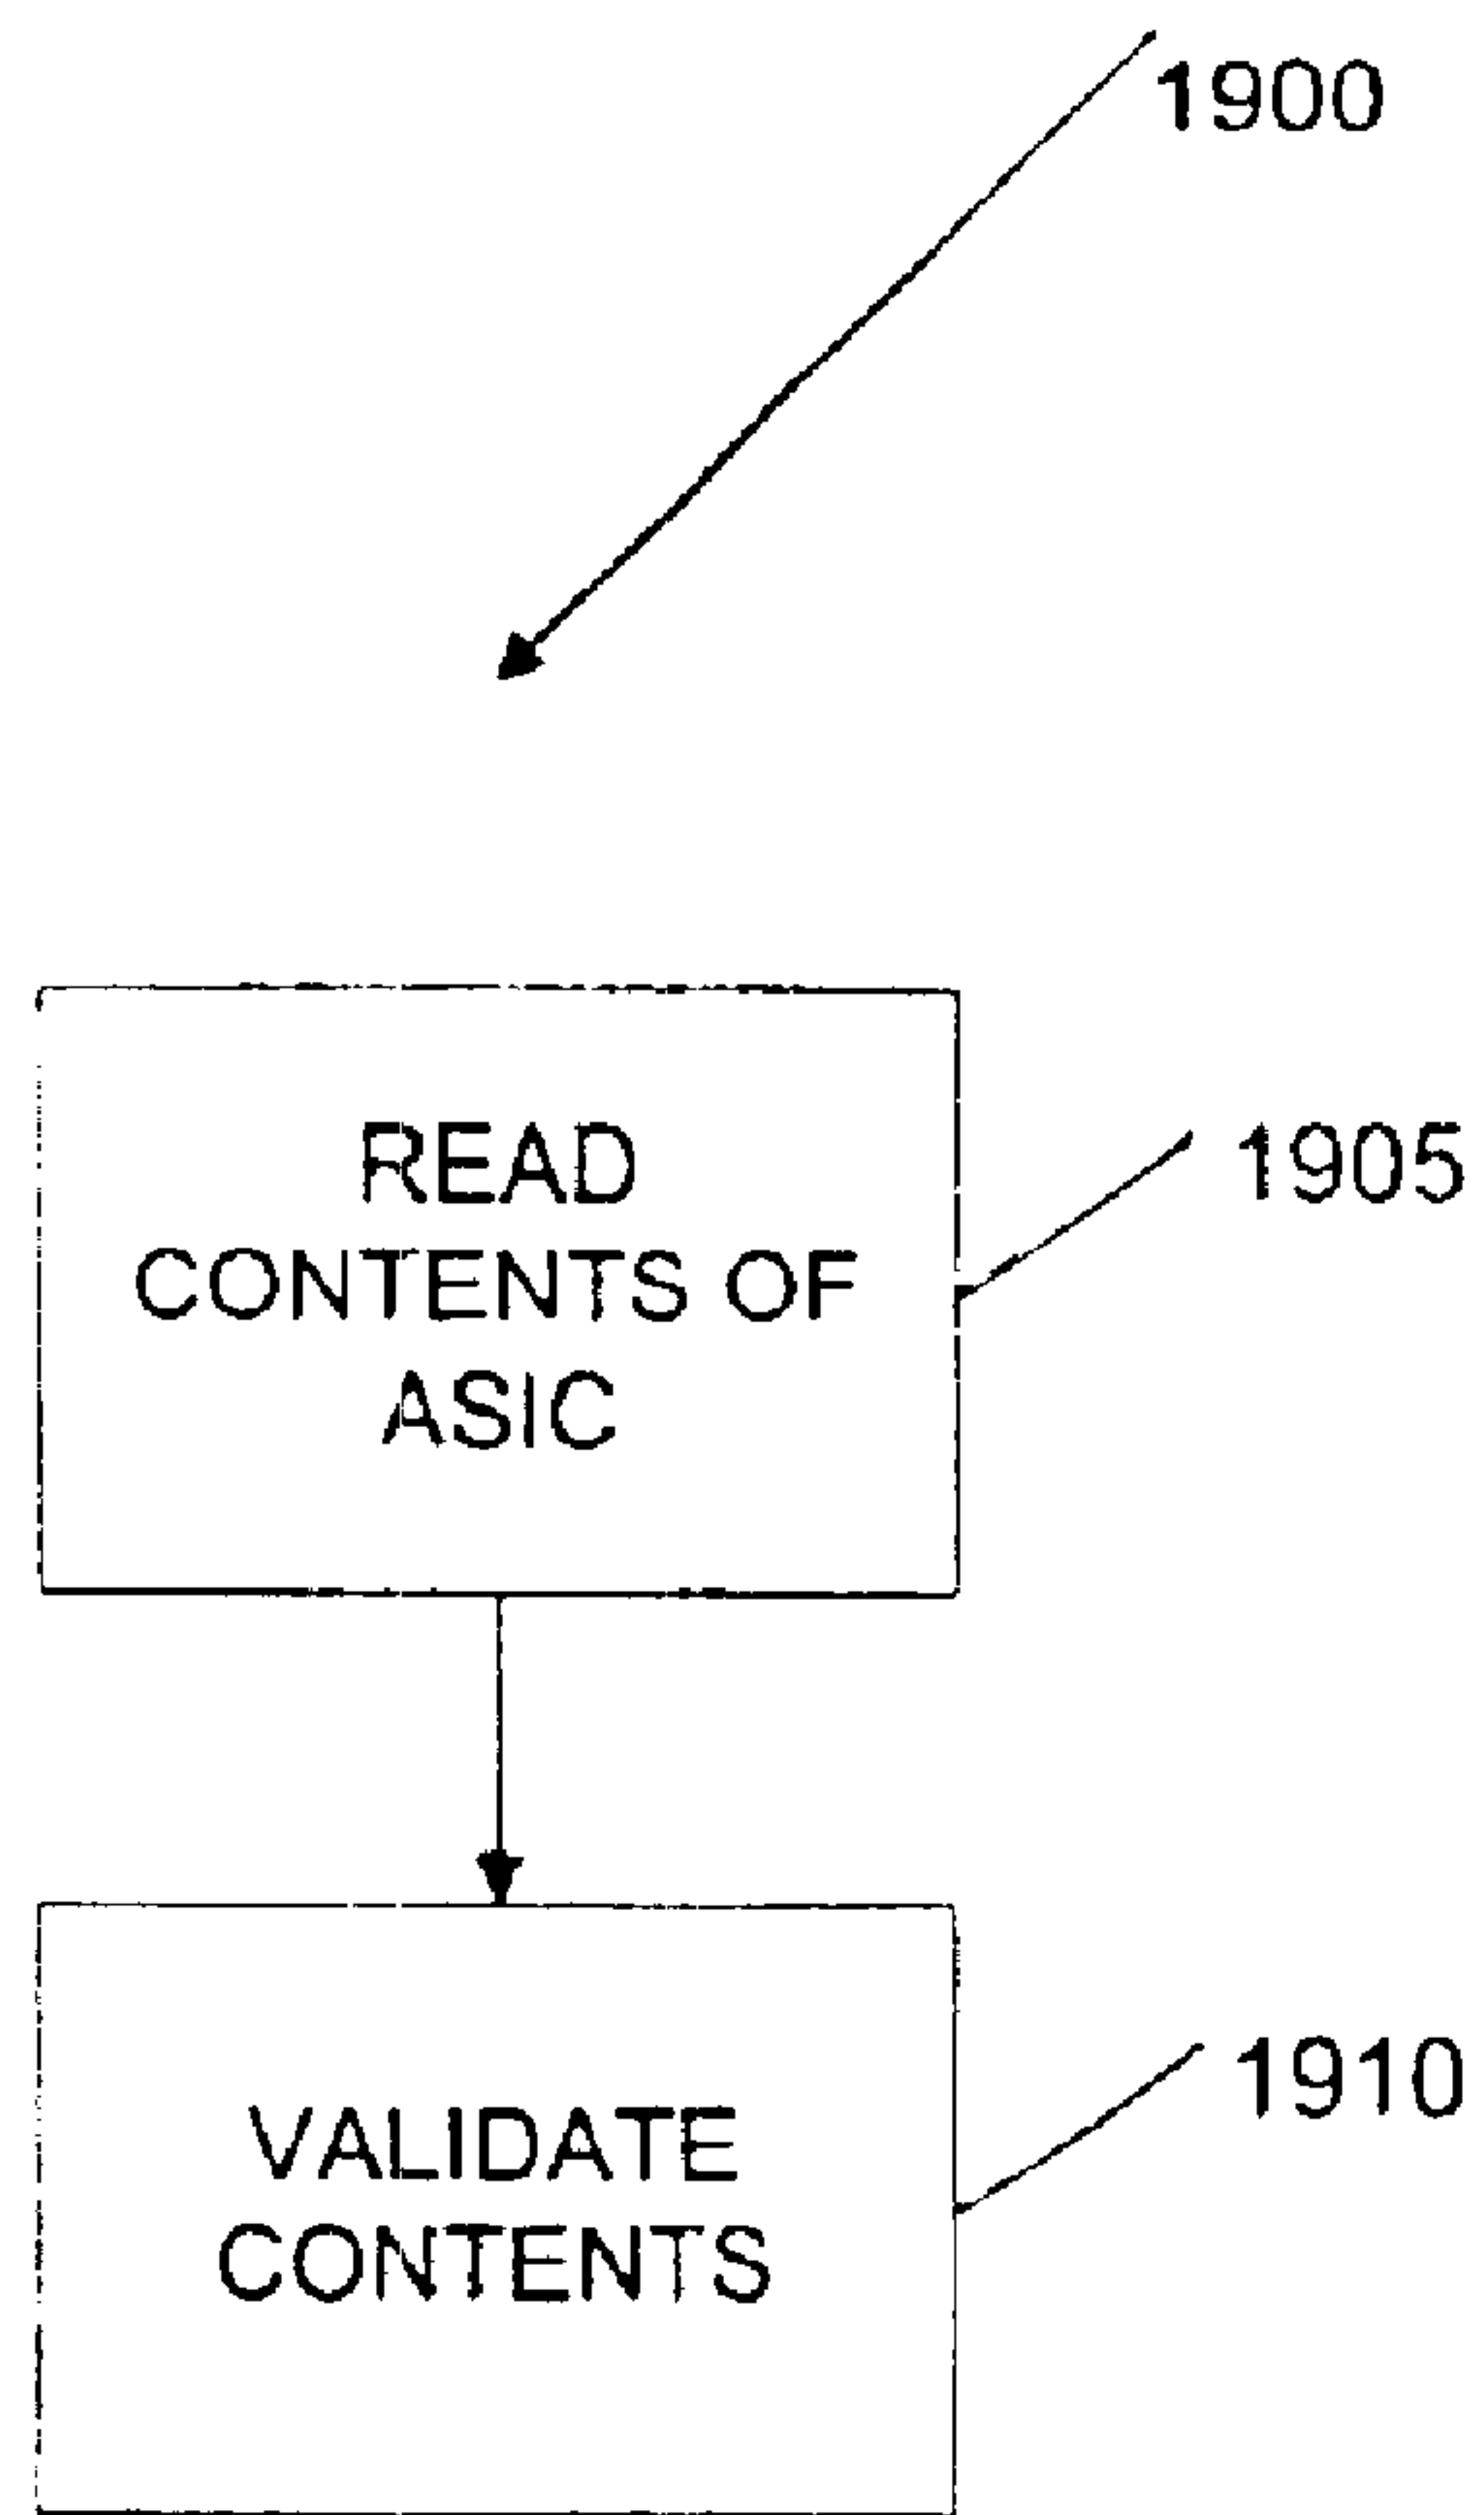 1900
READ
CONTENTS OF
ASIC
1905
VALIDATE
CONTENTS
1910